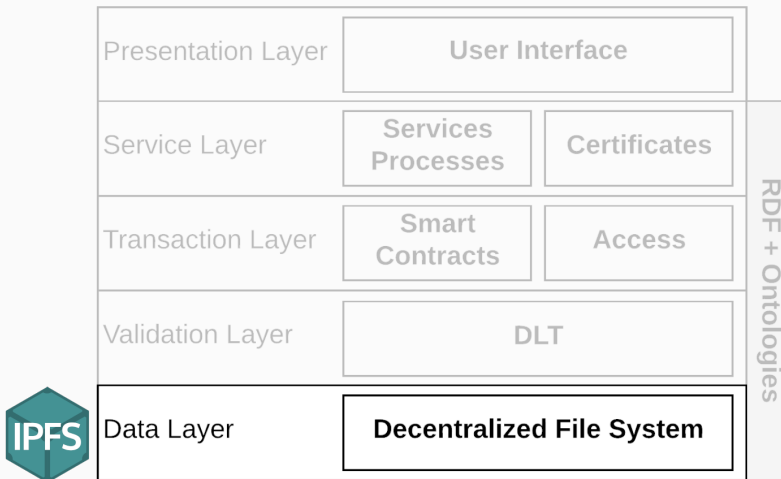 Presentation Layer
User Interface
Service Layer
Services
Processes
Certificates
Transaction Layer
Smart
Contracts
Access
Validation Layer
DLT
IPFS
Data Layer
Decentralized File System
RDF + Ontologies